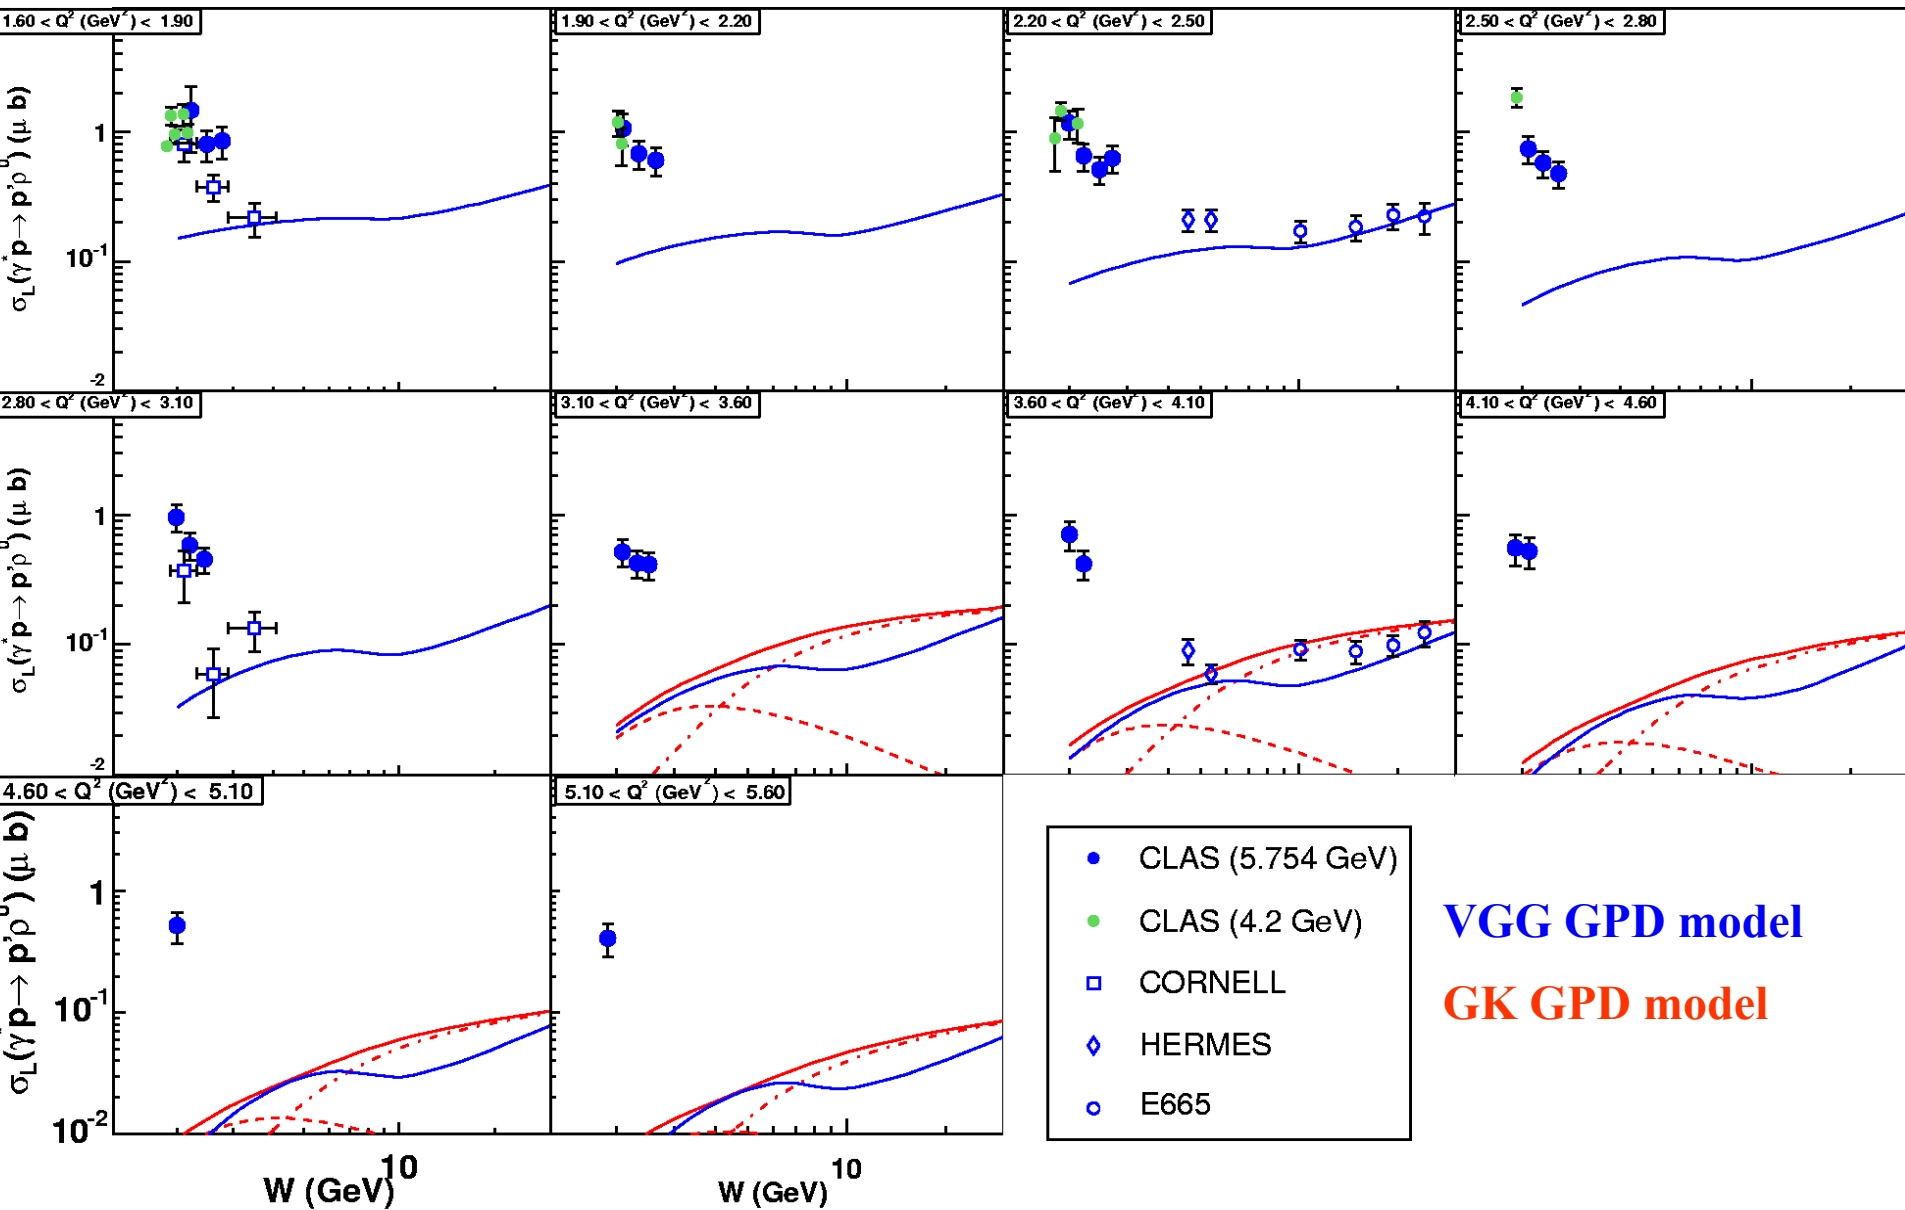 1.60 < Q² (GeV²) < 1.90
1.90 < Q² (GeV²) < 2.20
2.20 < Q² (GeV²) < 2.50
2.50 < Q² (GeV²) < 2.80
σL(γ* p → p' ρ0) (μ b)
1
10-1
-2
2.80 < Q² (GeV²) < 3.10
3.10 < Q² (GeV²) < 3.60
3.60 < Q² (GeV²) < 4.10
4.10 < Q² (GeV²) < 4.60
σL(γ* p → p' ρ0) (μ b)
1
10-1
-2
4.60 < Q² (GeV²) < 5.10
5.10 < Q² (GeV²) < 5.60
σL(γ* p → p' ρ0) (μ b)
1
10-1
10-2
10
10
W (GeV)
W (GeV)
CLAS (5.754 GeV)
CLAS (4.2 GeV)
CORNELL
HERMES
E665
VGG GPD model
GK GPD model